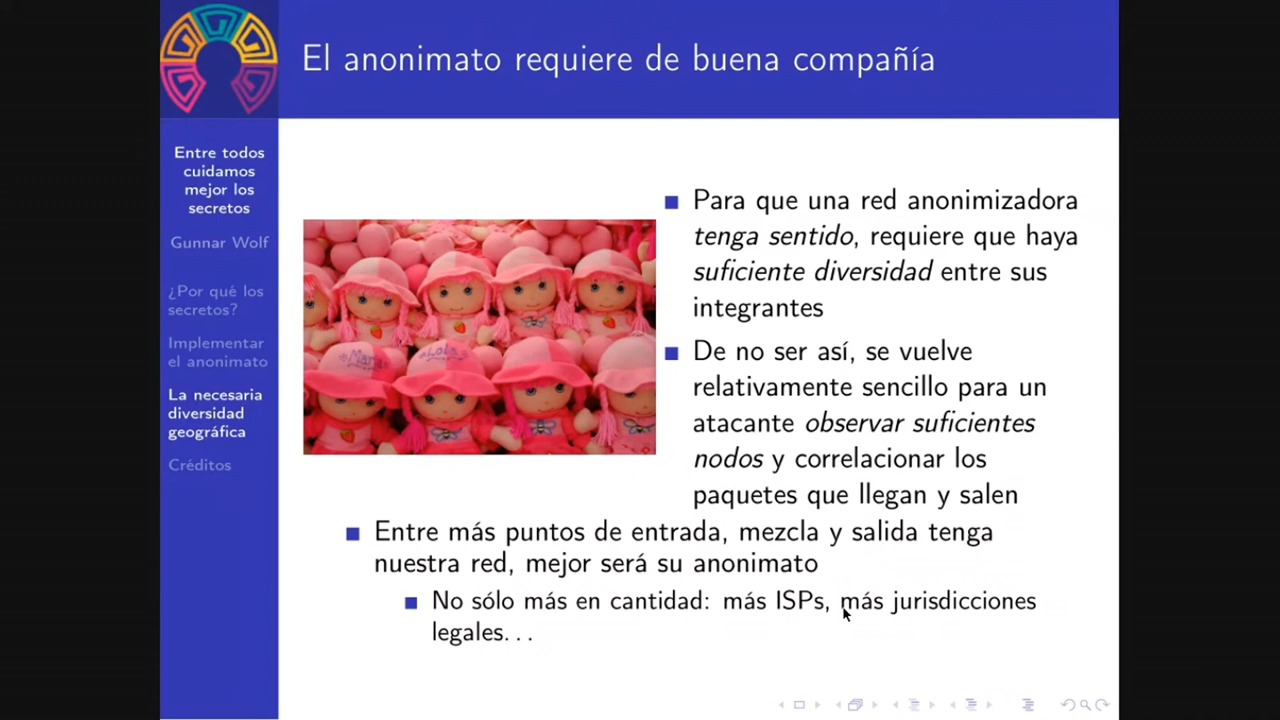 El anonimato requiere de buena compañía
Entre todos
cuidamos
mejor los
secretos
Gunnar Wolf
¿Por qué los
secretos?
Implementar
el anonimato
La necesaria
diversidad
geográfica
Créditos
Para que una red anonimizadora
tenga sentido, requiere que haya
suficiente diversidad entre sus
integrantes
De no ser así, se vuelve
relativamente sencillo para un
atacante observar suficientes
nodos y correlacionar los
paquetes que llegan y salen
Entre más puntos de entrada, mezcla y salida tenga
nuestra red, mejor será su anonimato
No sólo más en cantidad: más ISPs, más jurisdicciones
legales...